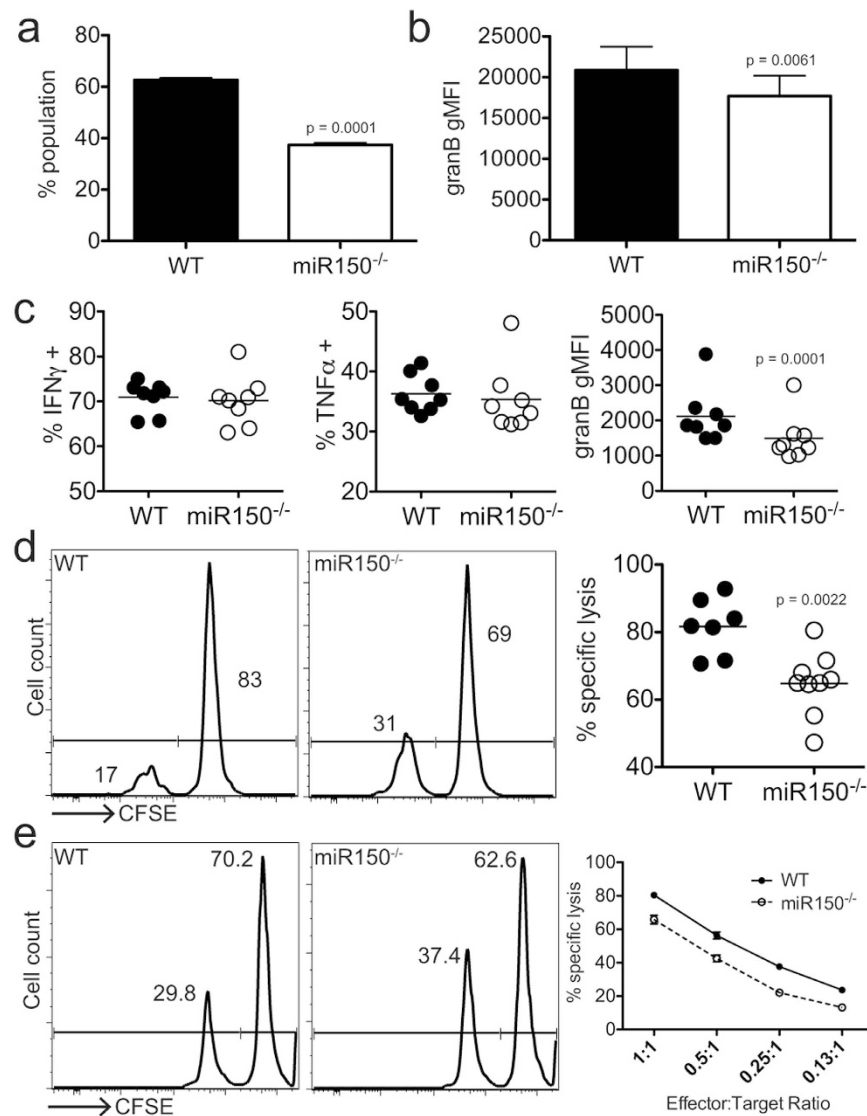 a
% population
80
60
40
20
0
p = 0.0001
WT
miR150-/-
b
granB gMFI
25000
20000
15000
10000
5000
0
p = 0.0061
WT
miR150-/-
c
% IFNγ +
90
80
70
60
50
WT
miR150-/-
% TNFα +
50
40
30
20
WT
miR150-/-
granB gMFI
5000
4000
3000
2000
1000
0
p = 0.0001
WT
miR150-/-
d
WT
Cell count
83
17
CFSE
miR150-/-
69
31
% specific lysis
100
80
60
40
p = 0.0022
WT
miR150-/-
e
WT
Cell count
70.2
29.8
CFSE
miR150-/-
62.6
37.4
% specific lysis
100
80
60
40
20
0
WT
miR150-/-
1:1
0.5:1
0.25:1
0.13:1
Effector:Target Ratio